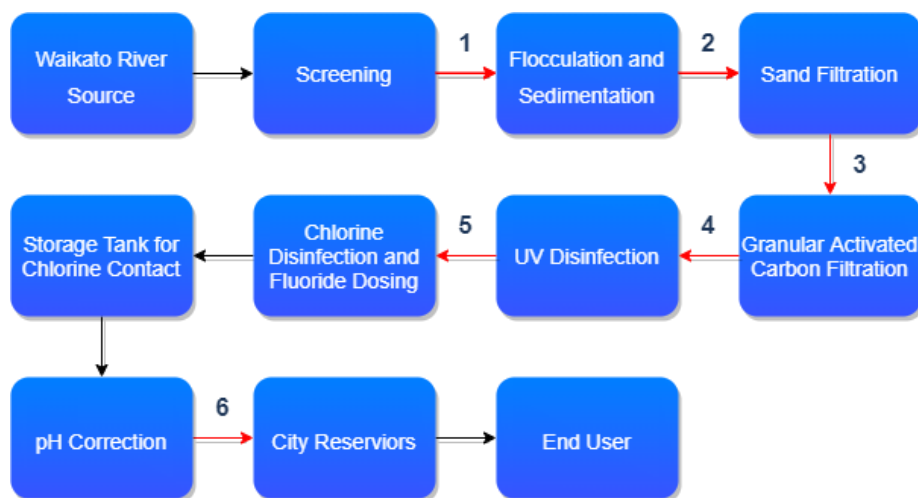 Waikato River
Source
Screening
1
Flocculation and
Sedimentation
2
Sand Filtration
3
Storage Tank for
Chlorine Contact
Chlorine
Disinfection and
Fluoride Dosing
5
UV Disinfection
4
Granular Activated
Carbon Filtration
pH Correction
6
City Reserviors
End User